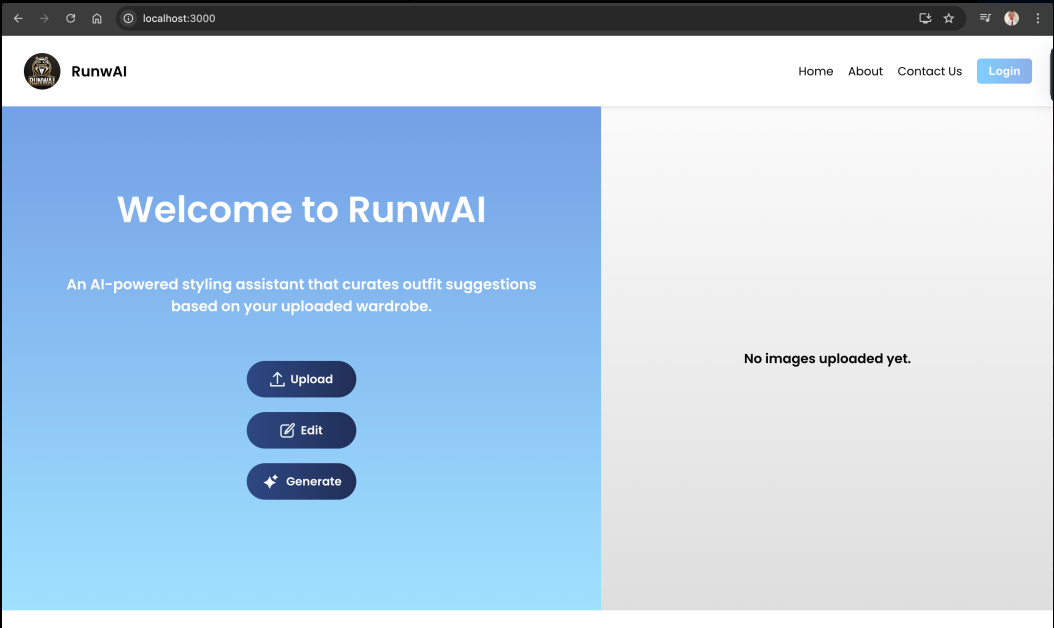 localhost:3000
RUNWAI
RunwAI
Home
About
Contact Us
Login
Welcome to RunwAI
An AI-powered styling assistant that curates outfit suggestions
based on your uploaded wardrobe.
Upload
Edit
Generate
No images uploaded yet.